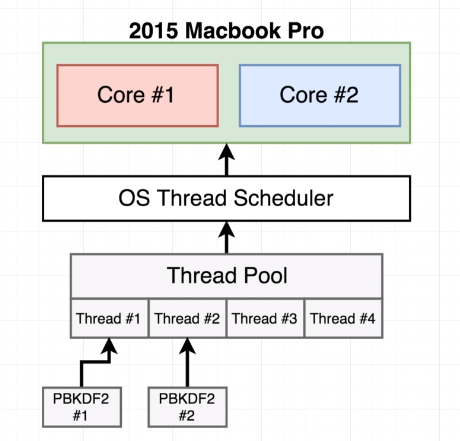 2015 Macbook Pro
Core #1
Core #2
OS Thread Scheduler
Thread Pool
Thread #1
Thread #2
Thread #3
Thread #4
PBKDF2
#1
PBKDF2
#2